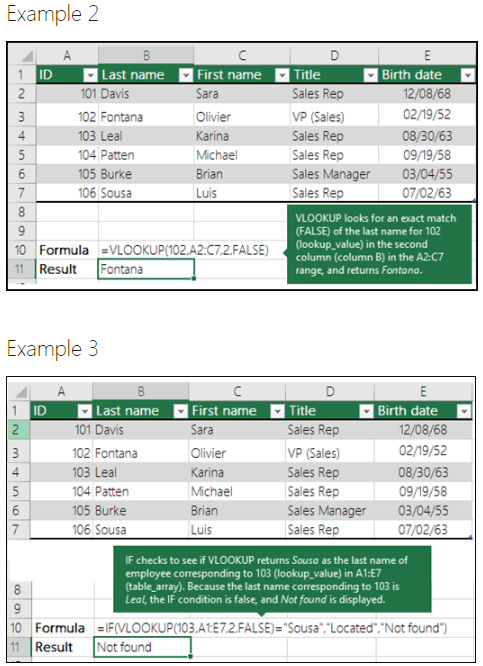 Example 2
A B C D E
1 ID Last name First name Title Birth date
2 101 Davis Sara Sales Rep 12/08/68
3 102 Fontana Olivier VP (Sales) 02/19/52
4 103 Leal Karina Sales Rep 08/30/63
5 104 Patten Michael Sales Rep 09/19/58
6 105 Burke Brian Sales Manager 03/04/55
7 106 Sousa Luis Sales Rep 07/02/63
8
9
10 Formula =VLOOKUP(102,A2:C7,2,FALSE)
11 Result Fontana
VLOOKUP looks for an exact match
(FALSE) of the last name for 102
(lookup_value) in the second
column (column B) in the A2:C7
range, and returns Fontana.
Example 3
A B C D E
1 ID Last name First name Title Birth date
2 101 Davis Sara Sales Rep 12/08/68
3 102 Fontana Olivier VP (Sales) 02/19/52
4 103 Leal Karina Sales Rep 08/30/63
5 104 Patten Michael Sales Rep 09/19/58
6 105 Burke Brian Sales Manager 03/04/55
7 106 Sousa Luis Sales Rep 07/02/63
IF checks to see if VLOOKUP returns Sousa as the last name of
employee corresponding to 103 (lookup_value) in A1:E7
(table_array). Because the last name corresponding to 103 is
Leal, the IF condition is false, and Not found is displayed.
8
9
10 Formula =IF(VLOOKUP(103,A1:E7,2,FALSE)="Sousa","Located","Not found")
11 Result Not found